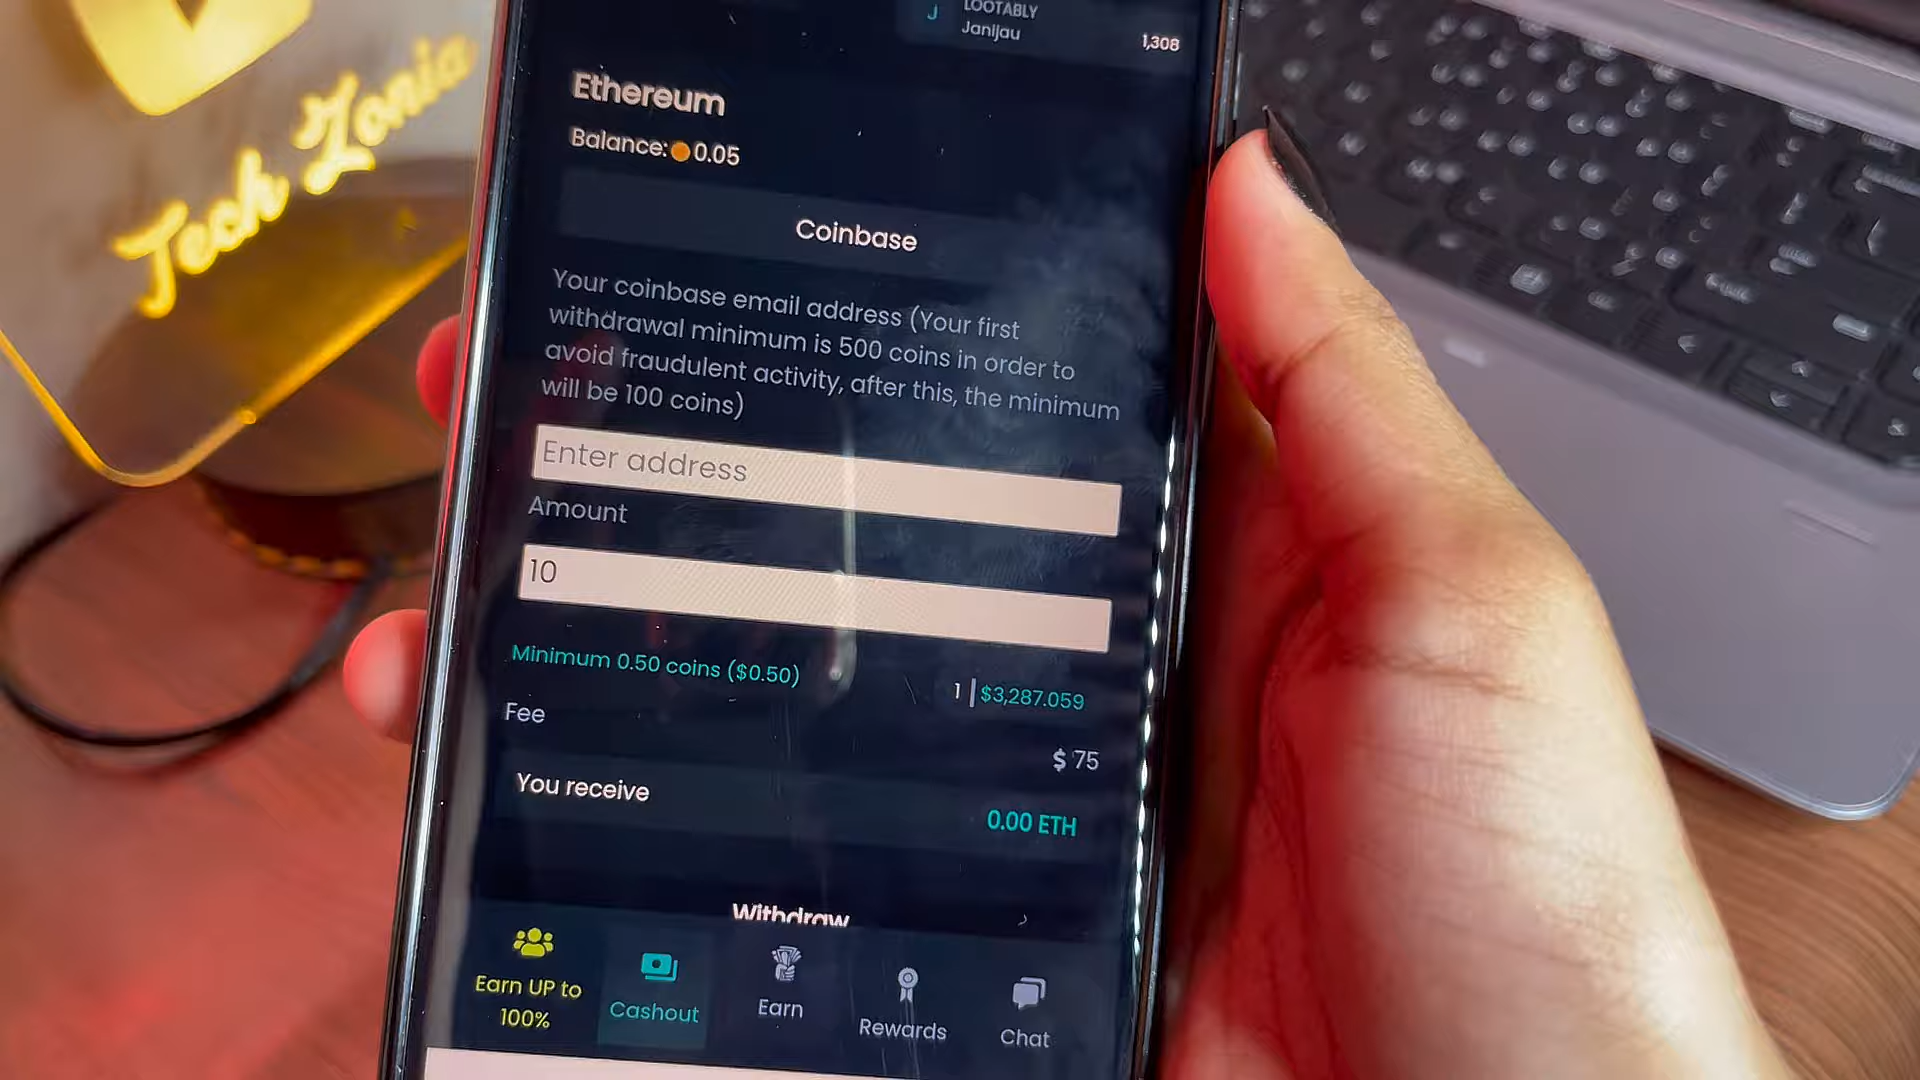 Tech Zonia
LOOTABLY
Janijau
1,308
Ethereum
Balance: 0.05
Coinbase
Your coinbase email address (Your first
withdrawal minimum is 500 coins in order to
avoid fraudulent activity, after this, the minimum
will be 100 coins)
Enter address
Amount
10
Minimum 0.50 coins ($0.50)
1 | $3,287.059
Fee
$ 75
You receive
0.00 ETH
Withdraw
Earn UP to
100%
Cashout
Earn
Rewards
Chat